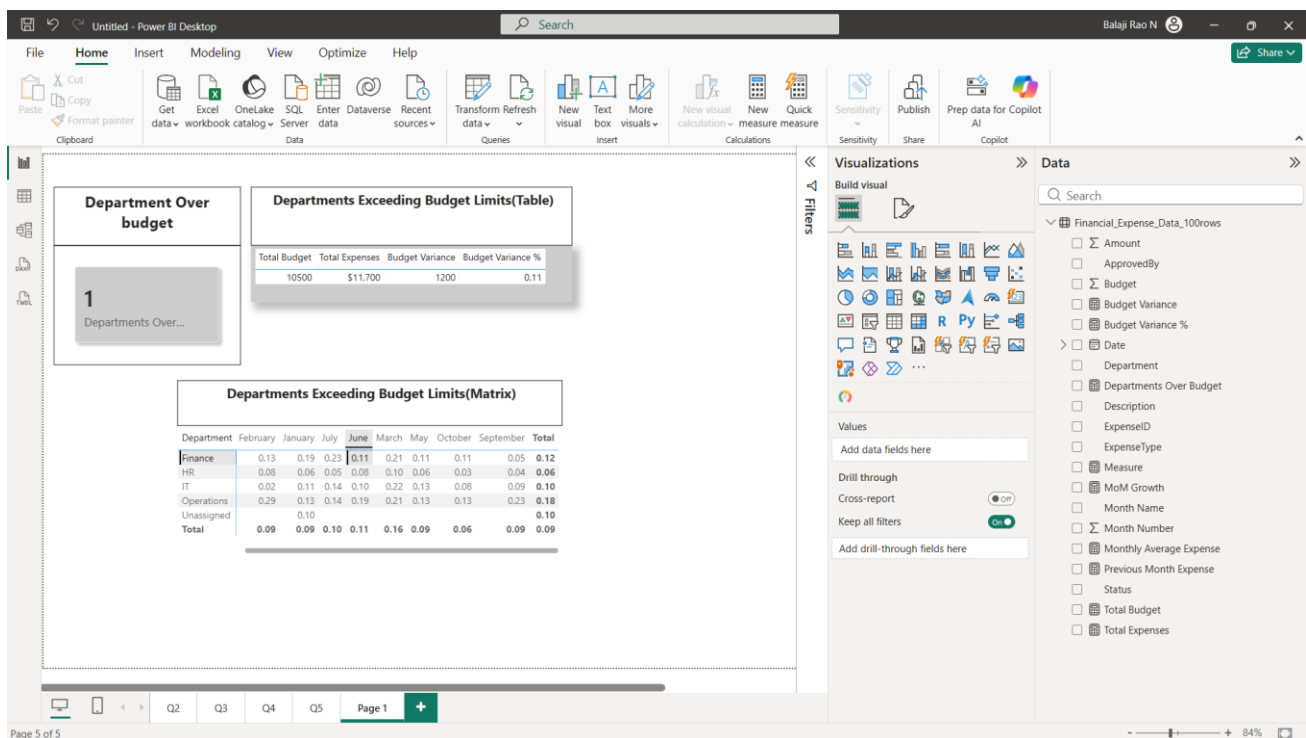 Untitled - Power BI Desktop
Search
Balaji Rao N
File Home Insert Modeling View Optimize Help
Share
Paste
Cut
Copy
Format painter
Clipboard
Get data
Excel workbook
OneLake catalog
SQL Server
Enter data
Dataverse
Recent sources
Data
Transform data
Refresh
Queries
New visual
Text box
More visuals
Insert
New visual calculation
New measure
Quick measure
Calculations
Sensitivity
Sensitivity
Publish
Share
Prep data for AI
Copilot
Copilot
Department Over
budget
1
Departments Over...
Departments Exceeding Budget Limits(Table)
Total Budget Total Expenses Budget Variance Budget Variance %
10500 $11,700 1200 0.11
Departments Exceeding Budget Limits(Matrix)
Department February January July June March May October September Total
Finance 0.13 0.19 0.23 0.11 0.21 0.11 0.11 0.05 0.12
HR 0.08 0.06 0.05 0.08 0.10 0.06 0.03 0.04 0.06
IT 0.02 0.11 0.14 0.10 0.22 0.13 0.08 0.09 0.10
Operations 0.29 0.13 0.14 0.19 0.21 0.13 0.13 0.23 0.18
Unassigned 0.10 0.10
Total 0.09 0.09 0.10 0.11 0.16 0.09 0.06 0.09 0.09
Filters
Visualizations
Build visual
R Py
Values
Add data fields here
Drill through
Cross-report Off
Keep all filters On
Add drill-through fields here
Data
Search
Financial_Expense_Data_100rows
Amount
ApprovedBy
Budget
Budget Variance
Budget Variance %
Date
Department
Departments Over Budget
Description
ExpenseID
ExpenseType
Measure
MoM Growth
Month Name
Month Number
Monthly Average Expense
Previous Month Expense
Status
Total Budget
Total Expenses
Q2 Q3 Q4 Q5 Page 1 +
Page 5 of 5
- + 84%